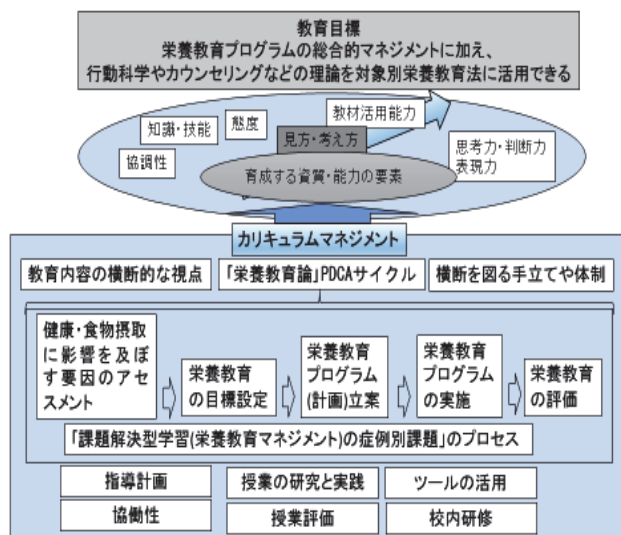 教育目標
栄養教育プログラムの総合的マネジメントに加え、
行動科学やカウンセリングなどの理論を対象別栄養教育法に活用できる
教材活用能力
知識・技能
態度
見方・考え方
思考力・判断力
表現力
協調性
育成する資質・能力の要素
カリキュラムマネジメント
教育内容の横断的な視点
「栄養教育論」PDCAサイクル
横断を図る手立てや体制
健康・食物摂取
に影響を及ぼ
す要因のアセ
スメント
栄養教育
の目標設定
栄養教育
プログラム
(計画)立案
栄養教育
プログラム
の実施
栄養教育
の評価
「課題解決型学習(栄養教育マネジメント)の症例別課題」のプロセス
指導計画
授業の研究と実践
ツールの活用
協働性
授業評価
校内研修